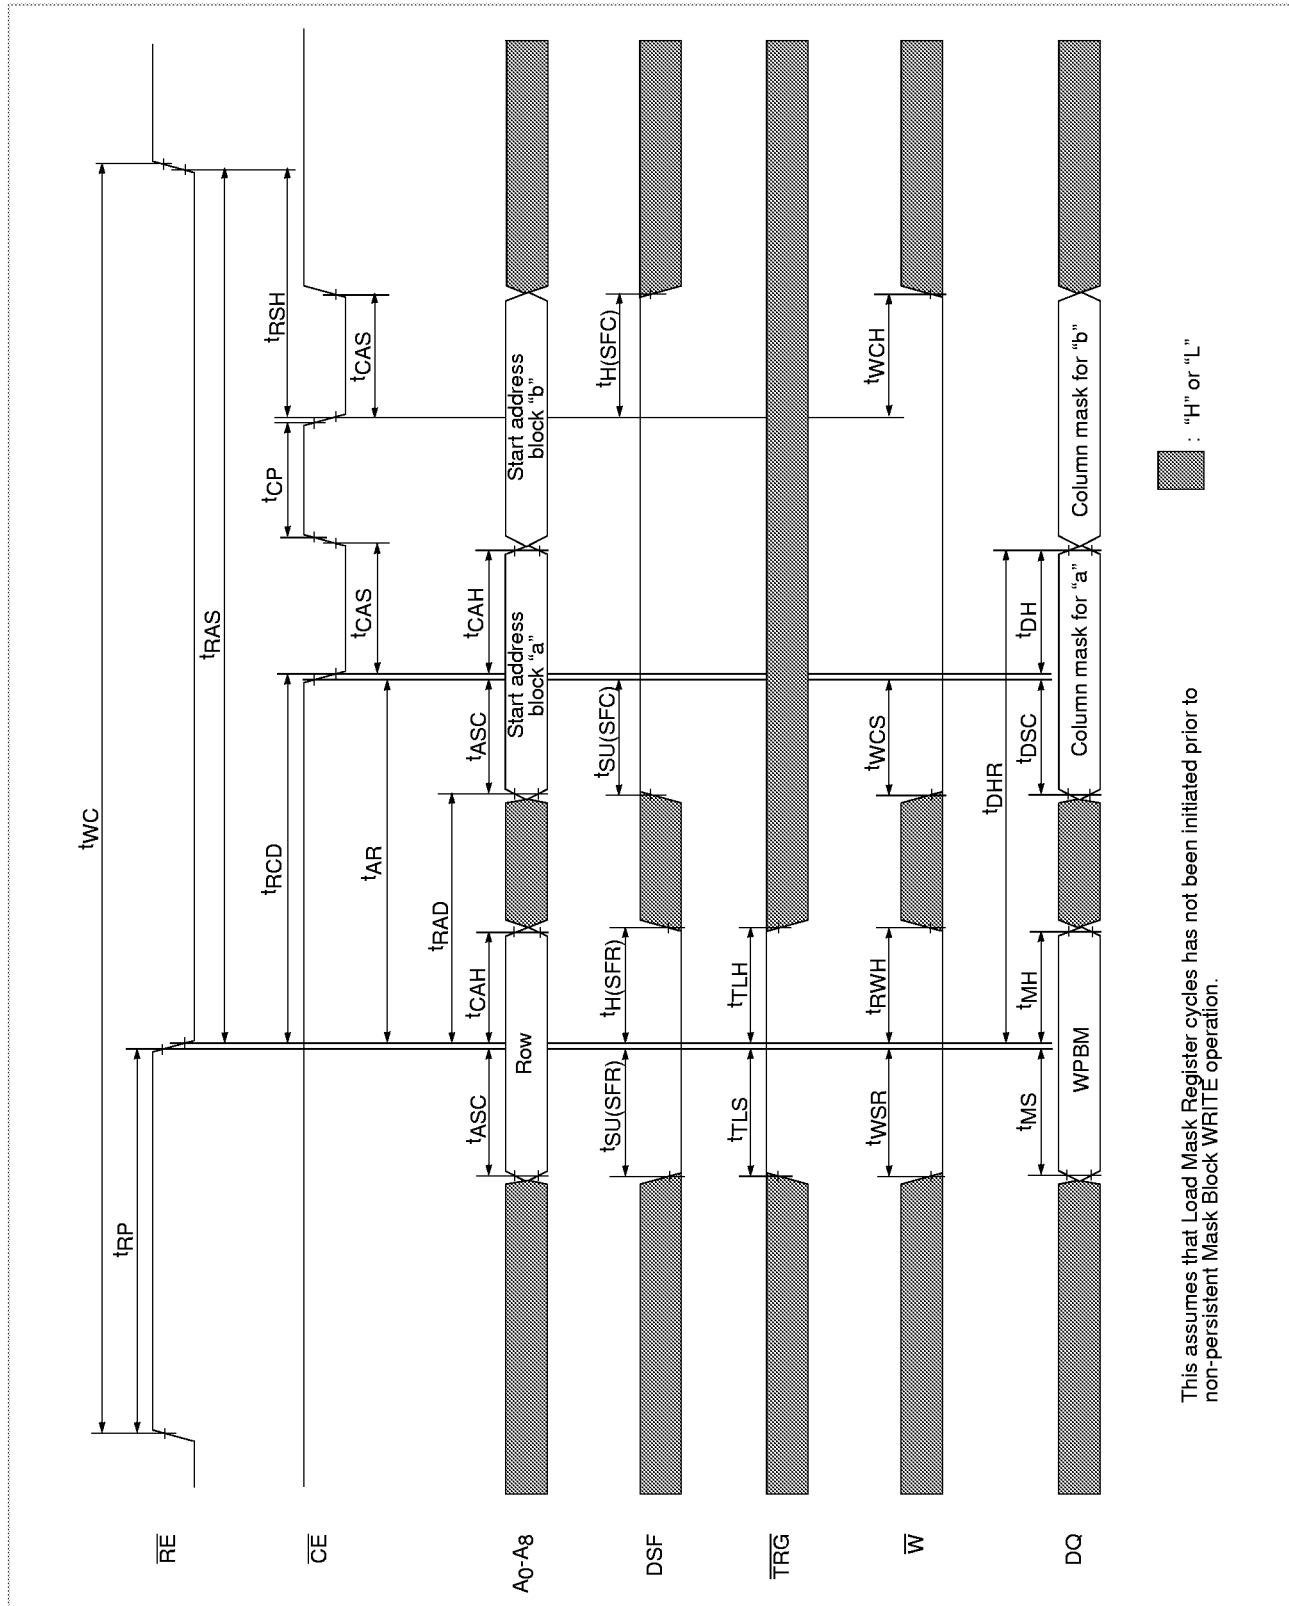 tWC
tRP
tRAS
RE
tRCD
tCP
tRSH
tAR
tCAS
tCAS
CE
tRAD
tASC
tCAH
tASC
tCAH
A0-A8
Row
Start address
block "a"
Start address
block "b"
tSU(SFR)
tH(SFR)
tSU(SFC)
tH(SFC)
DSF
tTLS
tTLH
TRG
tWSR
tRWH
tWCS
tWCH
W
tDHR
tMS
tMH
tDSC
tDH
DQ
WPBM
Column mask for "a"
Column mask for "b"
: "H" or "L"
This assumes that Load Mask Register cycles has not been initiated prior to
non-persistent Mask Block WRITE operation.